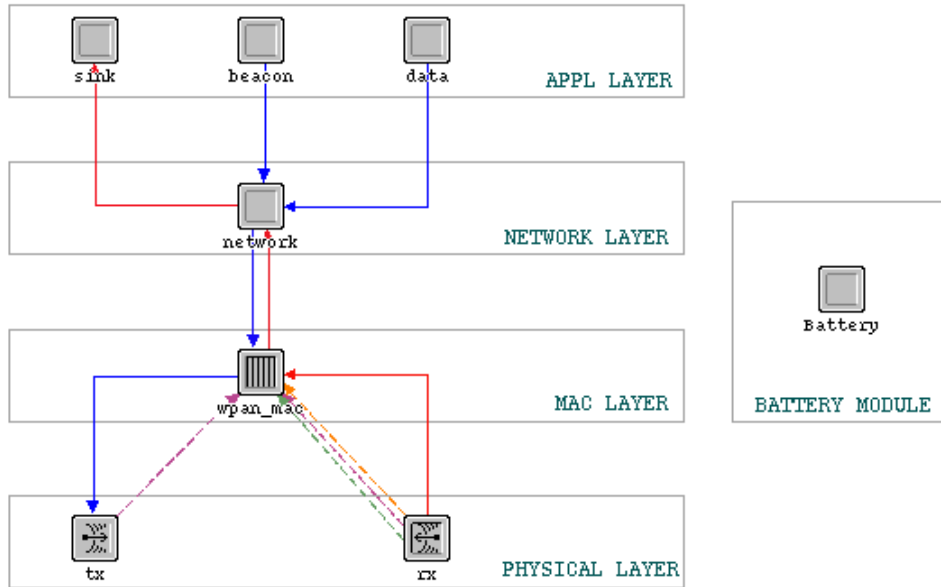 sink
beacon
data
APPL LAYER
network
NETWORK LAYER
Battery
wpan_mac
MAC LAYER
BATTERY MODULE
tx
rx
PHYSICAL LAYER